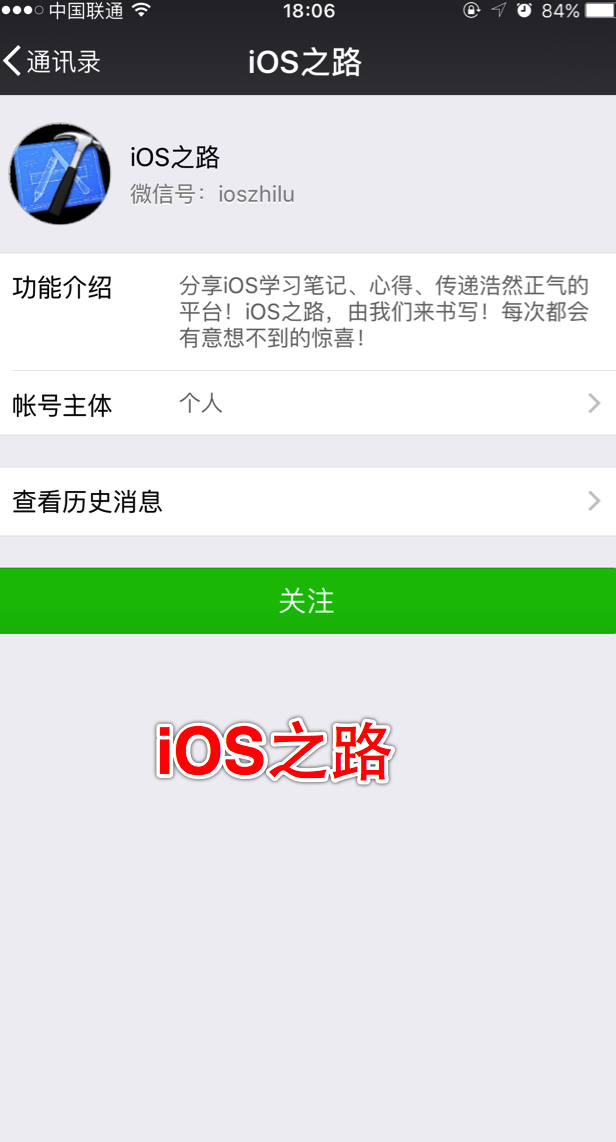 中国联通
18:06
84%
通讯录
iOS之路
iOS之路
微信号：ioszhilu
功能介绍
分享iOS学习笔记、心得、传递浩然正气的
平台！iOS之路，由我们来书写！每次都会
有意想不到的惊喜！
帐号主体
个人
查看历史消息
关注
iOS之路